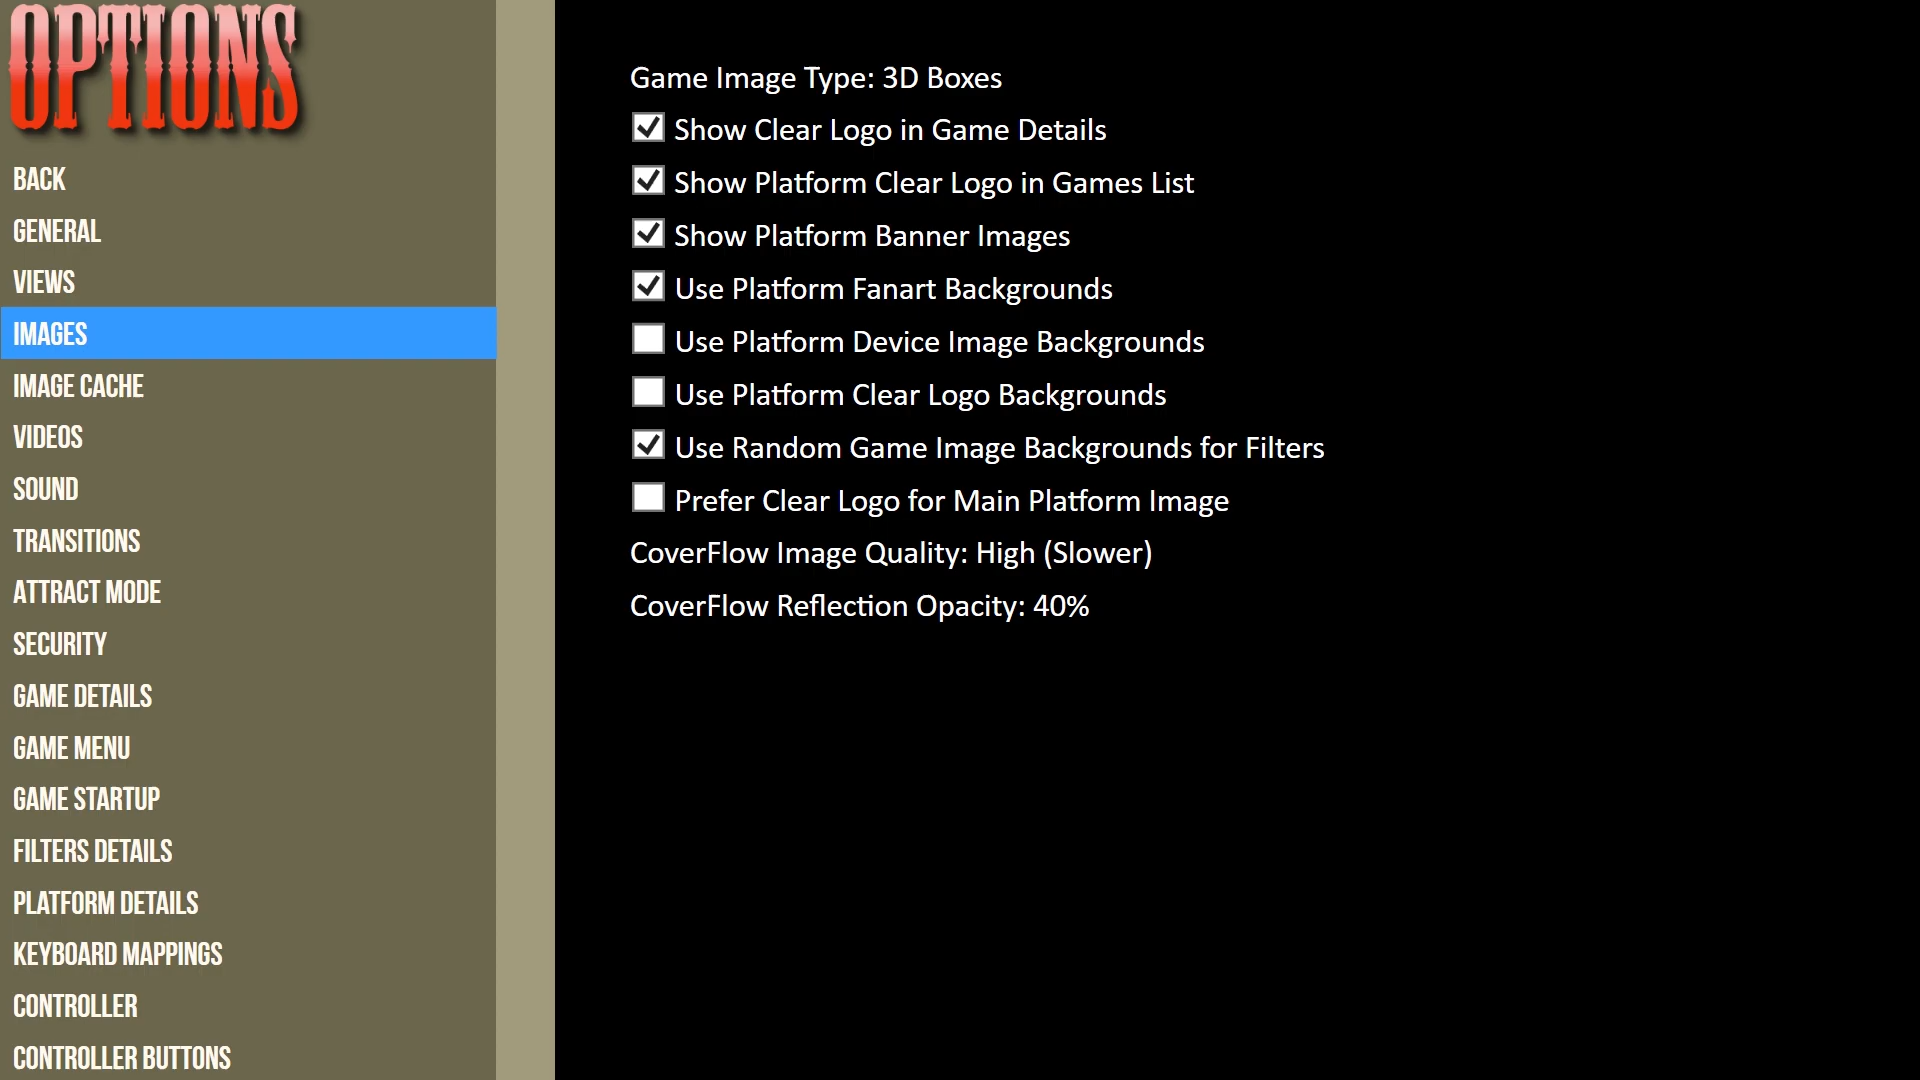 OPTIONS
BACK
GENERAL
VIEWS
IMAGES
IMAGE CACHE
VIDEOS
SOUND
TRANSITIONS
ATTRACT MODE
SECURITY
GAME DETAILS
GAME MENU
GAME STARTUP
FILTERS DETAILS
PLATFORM DETAILS
KEYBOARD MAPPINGS
CONTROLLER
CONTROLLER BUTTONS
Game Image Type: 3D Boxes
Show Clear Logo in Game Details
Show Platform Clear Logo in Games List
Show Platform Banner Images
Use Platform Fanart Backgrounds
Use Platform Device Image Backgrounds
Use Platform Clear Logo Backgrounds
Use Random Game Image Backgrounds for Filters
Prefer Clear Logo for Main Platform Image
CoverFlow Image Quality: High (Slower)
CoverFlow Reflection Opacity: 40%